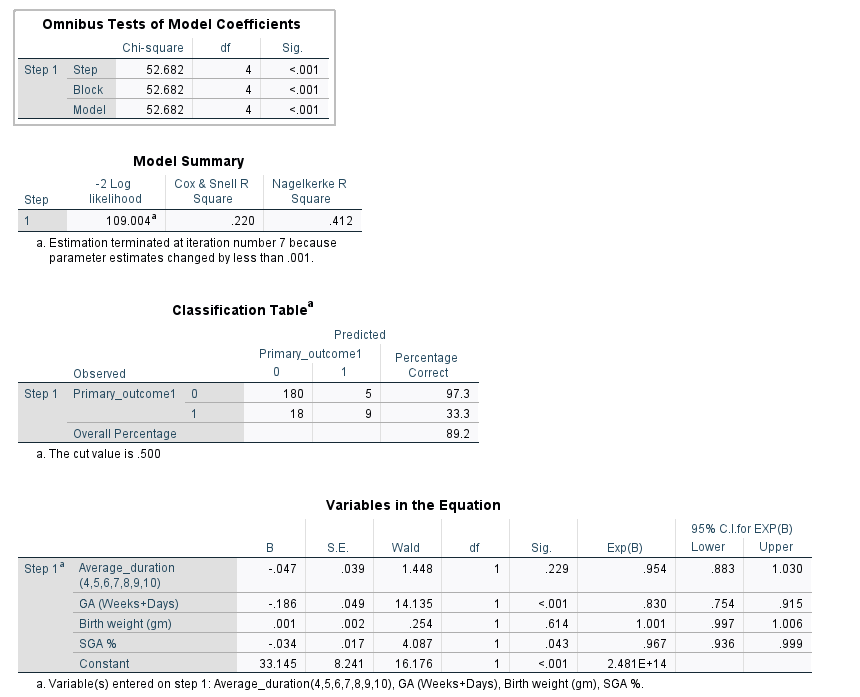 Omnibus Tests of Model Coefficients
Chi-square df Sig.
Step 1 Step 52.682 4 <.001
Block 52.682 4 <.001
Model 52.682 4 <.001
Model Summary
Step -2 Log likelihood Cox & Snell R Square Nagelkerke R Square
1 109.004a .220 .412
a. Estimation terminated at iteration number 7 because
parameter estimates changed by less than .001.
Classification Tablea
Predicted
Primary_outcome1 Percentage Correct
Observed 0 1
Step 1 Primary_outcome1 0 180 5 97.3
1 18 9 33.3
Overall Percentage 89.2
a. The cut value is .500
Variables in the Equation
95% C.I.for EXP(B)
B S.E. Wald df Sig. Exp(B) Lower Upper
Step 1a Average_duration -.047 .039 1.448 1 .229 .954 .883 1.030
(4,5,6,7,8,9,10)
GA (Weeks+Days) -.186 .049 14.135 1 <.001 .830 .754 .915
Birth weight (gm) .001 .002 .254 1 .614 1.001 .997 1.006
SGA % -.034 .017 4.087 1 .043 .967 .936 .999
Constant 33.145 8.241 16.176 1 <.001 2.481E+14
a. Variable(s) entered on step 1: Average_duration(4,5,6,7,8,9,10), GA (Weeks+Days), Birth weight (gm), SGA %.